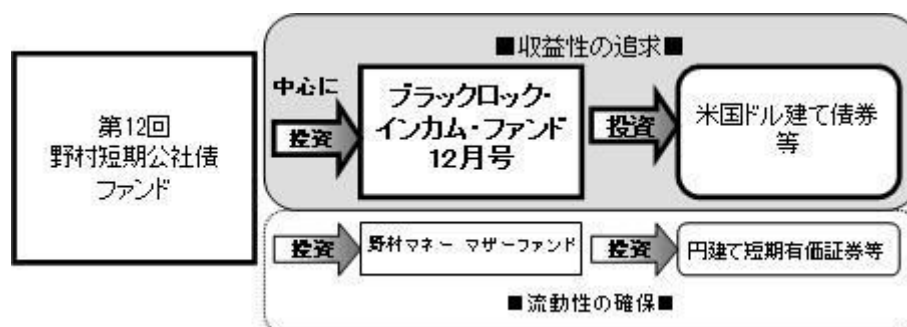 ■収益性の追求■
第12回
野村短期公社債
ファンド
中心に
投資
ブラックロック・
インカム・ファンド
12月号
投資
米国ドル建て債券
等
投資
野村マネー マザーファンド
投資
円建て短期有価証券等
■流動性の確保■